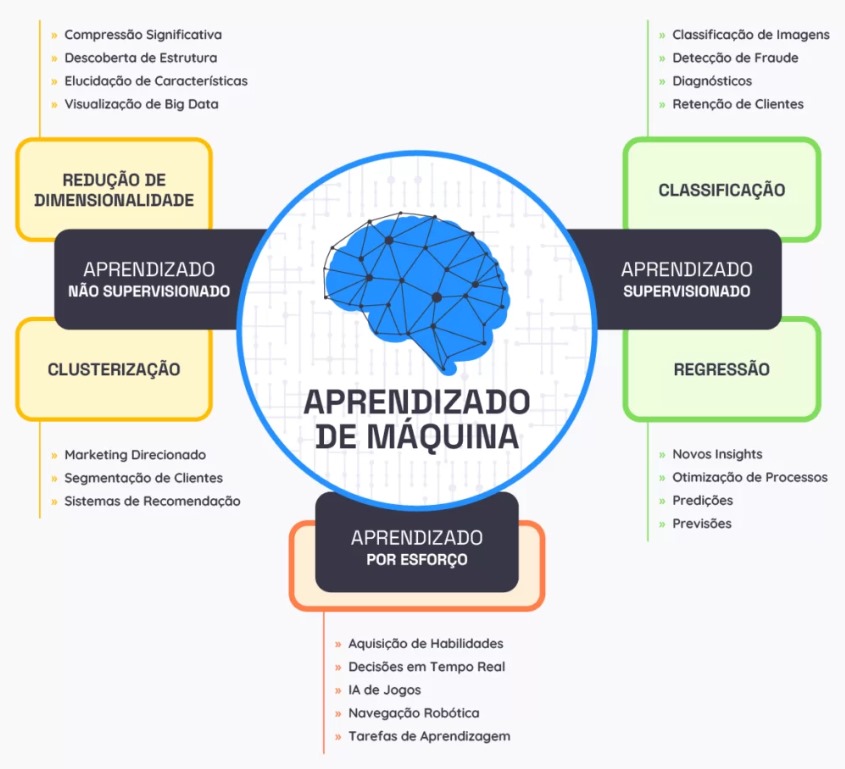 » Compressão Significativa
» Descoberta de Estrutura
» Elucidação de Características
» Visualização de Big Data
REDUÇÃO DE
DIMENSIONALIDADE
APRENDIZADO
NÃO SUPERVISIONADO
CLUSTERIZAÇÃO
» Marketing Direcionado
» Segmentação de Clientes
» Sistemas de Recomendação
APRENDIZADO
DE MÁQUINA
» Classificação de Imagens
» Detecção de Fraude
» Diagnósticos
» Retenção de Clientes
CLASSIFICAÇÃO
APRENDIZADO
SUPERVISIONADO
REGRESSÃO
» Novos Insights
» Otimização de Processos
» Predições
» Previsões
APRENDIZADO
POR ESFORÇO
» Aquisição de Habilidades
» Decisões em Tempo Real
» IA de Jogos
» Navegação Robótica
» Tarefas de Aprendizagem